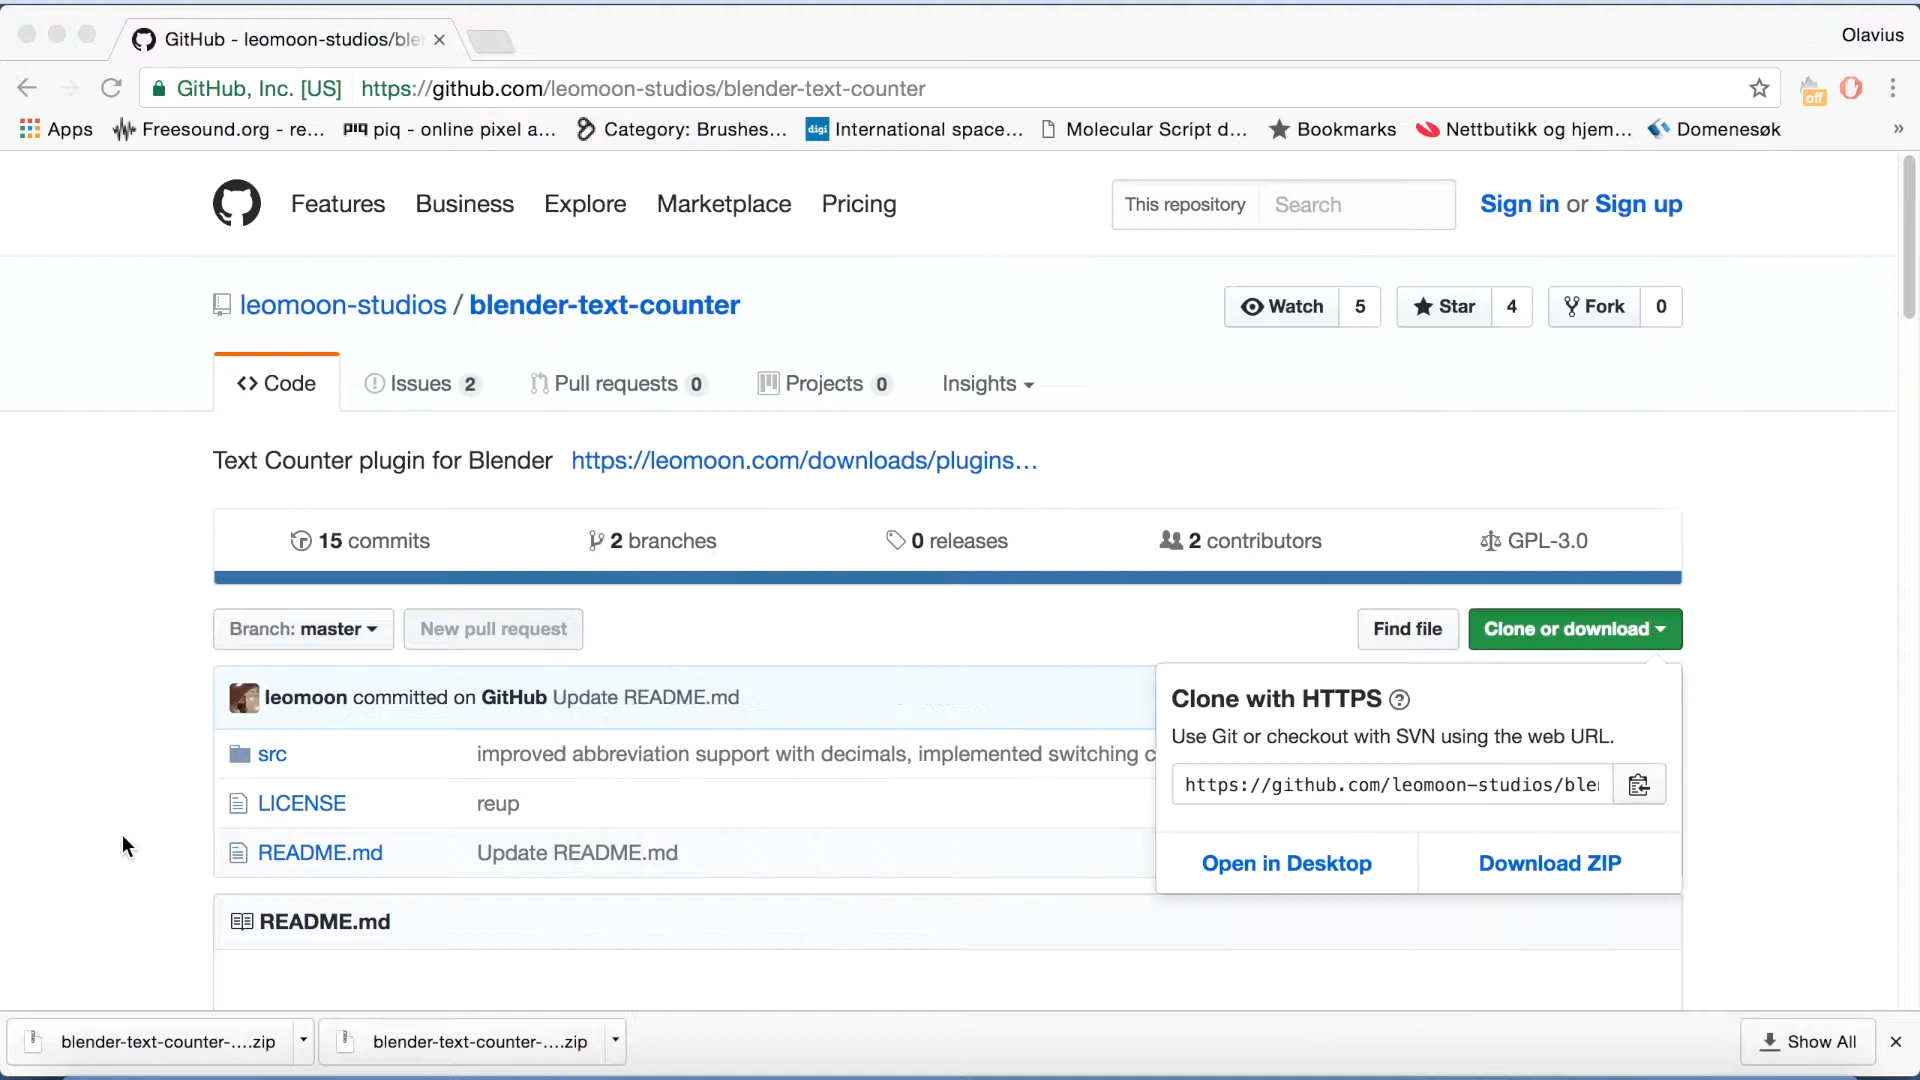 GitHub - leomoon-studios/ble
Olavius
GitHub, Inc. [US] https://github.com/leomoon-studios/blender-text-counter
off
Apps Freesound.org - re... piq piq - online pixel a... Category: Brushes... digi International space... Molecular Script d... Bookmarks Nettbutikk og hjem... Domenesøk »
Features Business Explore Marketplace Pricing This repository Search Sign in or Sign up
leomoon-studios / blender-text-counter Watch 5 Star 4 Fork 0
Code Issues 2 Pull requests 0 Projects 0 Insights
Text Counter plugin for Blender https://leomoon.com/downloads/plugins…
15 commits 2 branches 0 releases 2 contributors GPL-3.0
Branch: master New pull request Find file Clone or download
leomoon committed on GitHub Update README.md
src improved abbreviation support with decimals, implemented switching c
LICENSE reup
README.md Update README.md
Clone with HTTPS ?
Use Git or checkout with SVN using the web URL.
https://github.com/leomoon-studios/ble
Open in Desktop Download ZIP
README.md
blender-text-counter-....zip blender-text-counter-....zip Show All